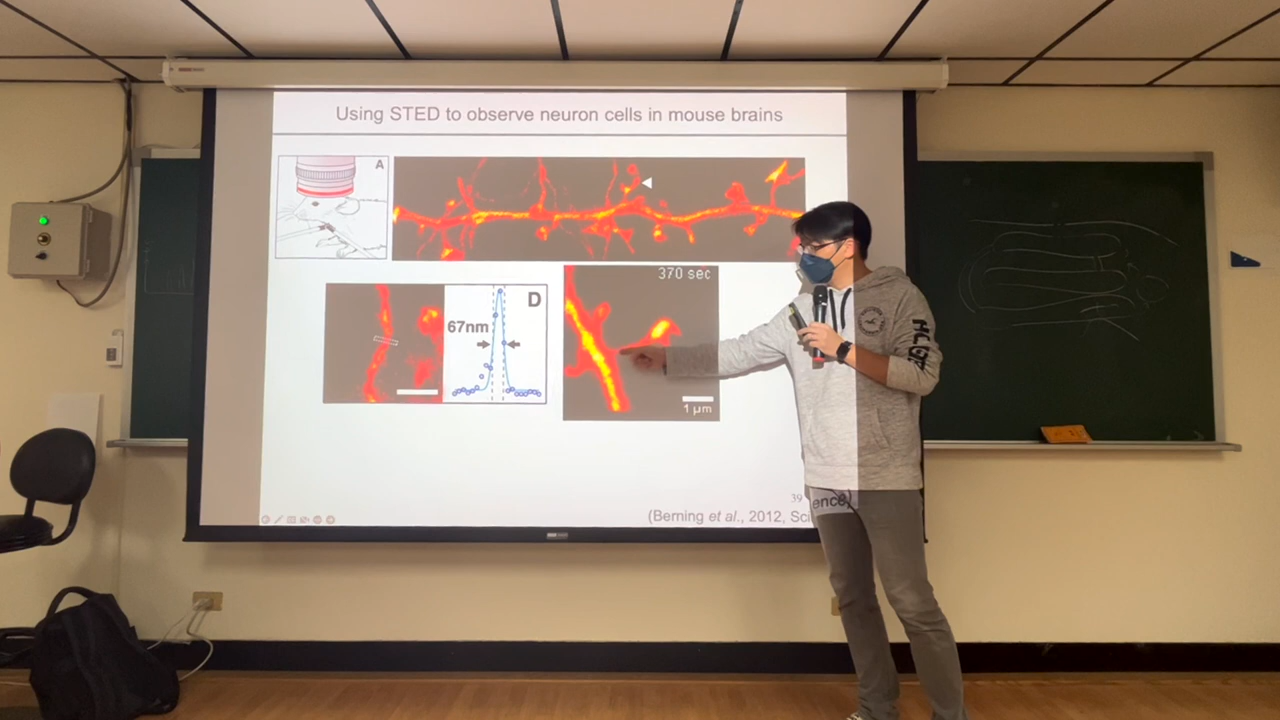 Using STED to observe neuron cells in mouse brains
A
370 sec
D
67nm
1 µm
39
ence)
(Berning et al., 2012, Sci